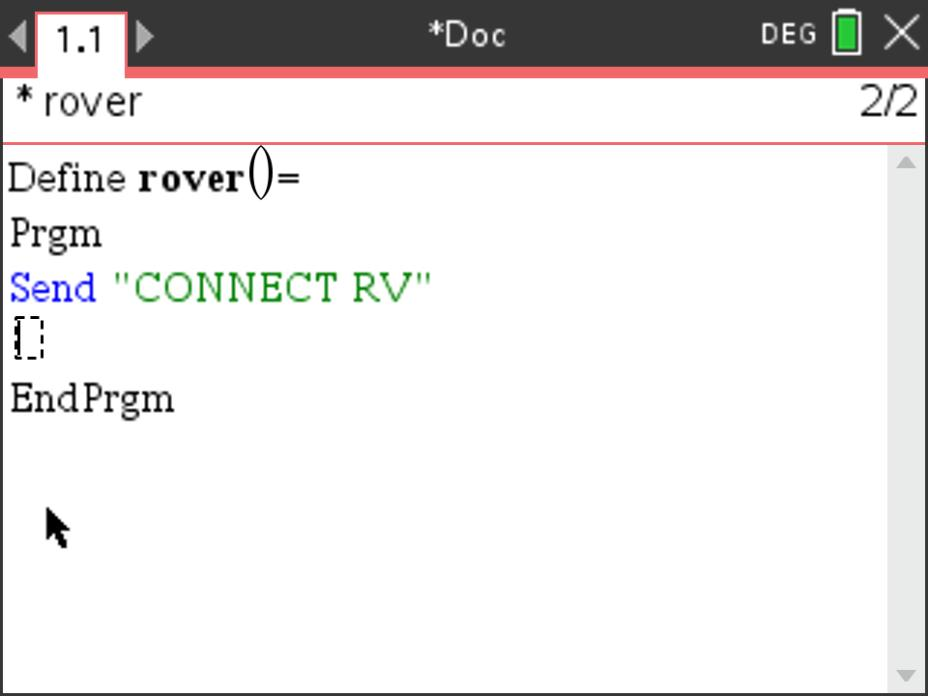 1.1 *Doc DEG
* rover 2/2
Define rover()=
Prgm
Send "CONNECT RV"
EndPrgm